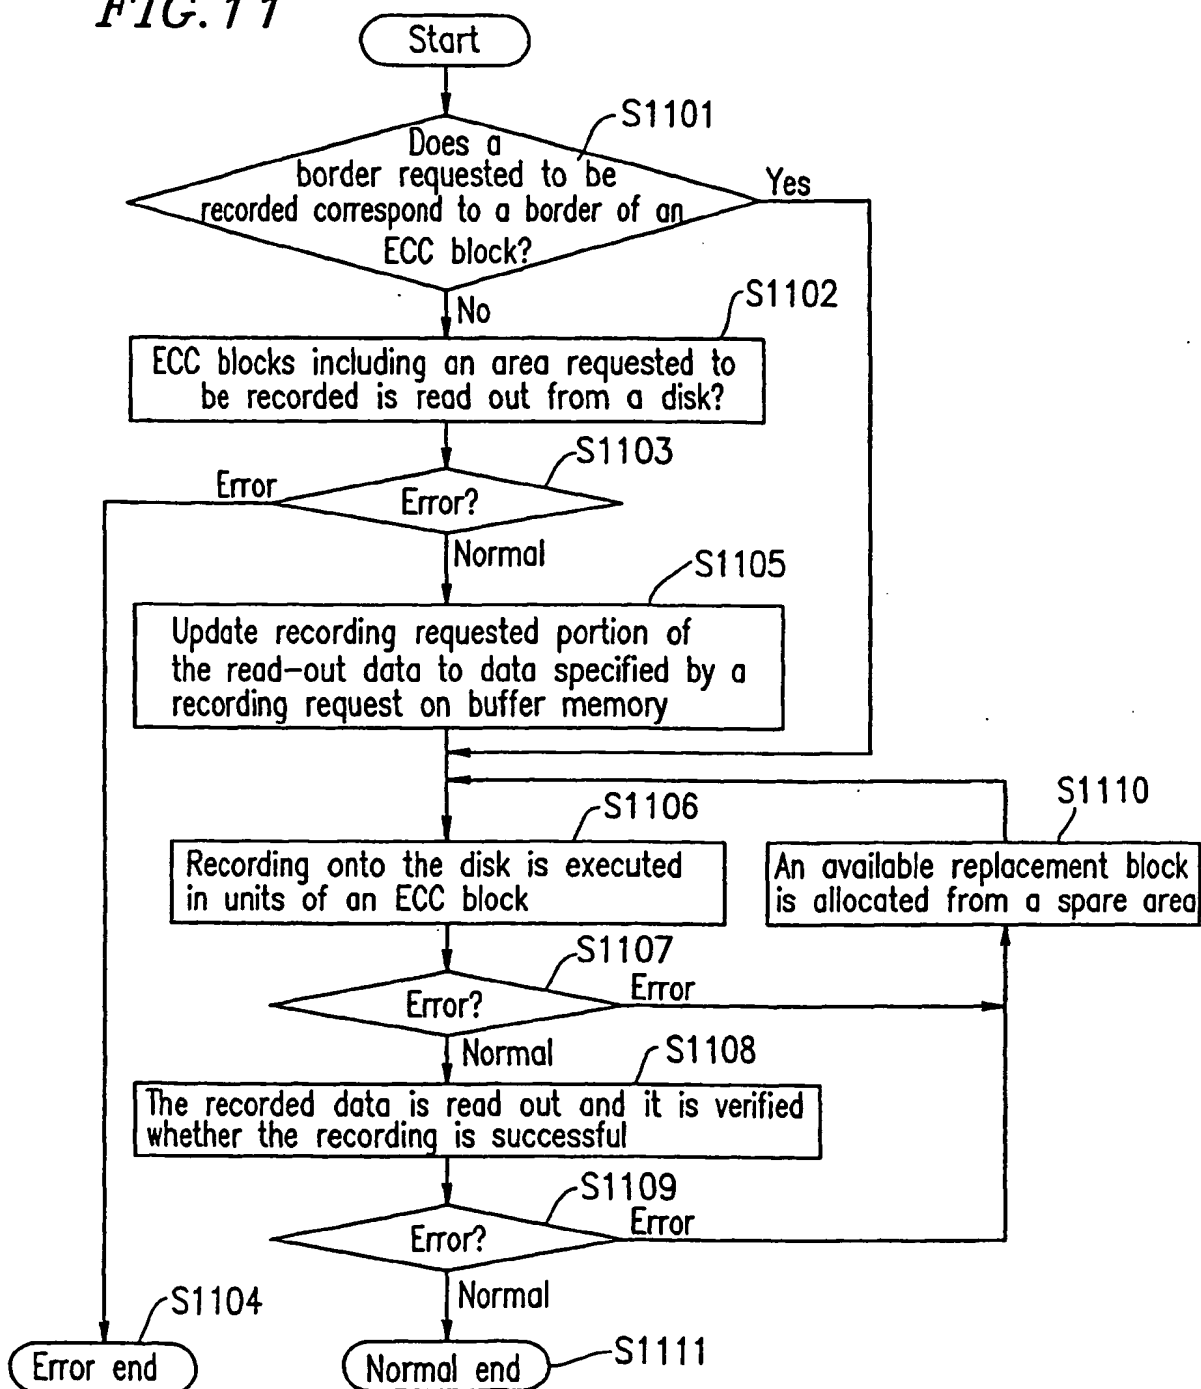 FIG. 11
Start
S1101
Does a
border requested to be
recorded correspond to a border of an
ECC block?
Yes
No
S1102
ECC blocks including an area requested to
be recorded is read out from a disk?
S1103
Error
Error?
Normal
S1105
Update recording requested portion of
the read-out data to data specified by a
recording request on buffer memory
S1106
S1110
Recording onto the disk is executed
in units of an ECC block
An available replacement block
is allocated from a spare area
S1107
Error?
Error
Normal
S1108
The recorded data is read out and it is verified
whether the recording is successful
S1109
Error?
Error
Normal
S1104
Error end
Normal end
S1111